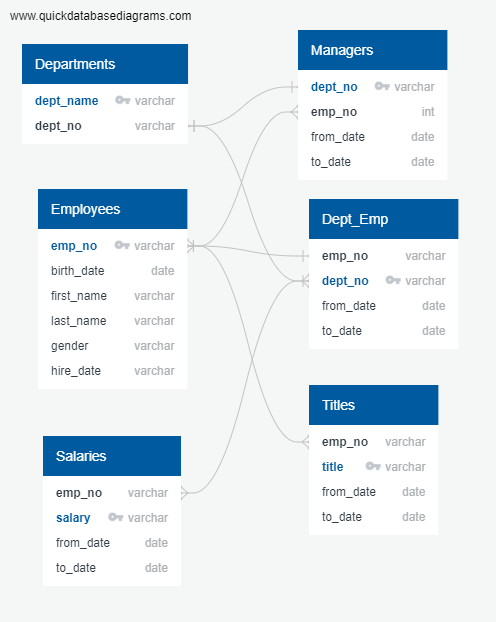 www.quickdatabasediagrams.com
Departments
dept_name varchar
dept_no varchar
Managers
dept_no varchar
emp_no int
from_date date
to_date date
Employees
emp_no varchar
birth_date date
first_name varchar
last_name varchar
gender varchar
hire_date varchar
Dept_Emp
emp_no varchar
dept_no varchar
from_date date
to_date date
Salaries
emp_no varchar
salary varchar
from_date date
to_date date
Titles
emp_no varchar
title varchar
from_date date
to_date date